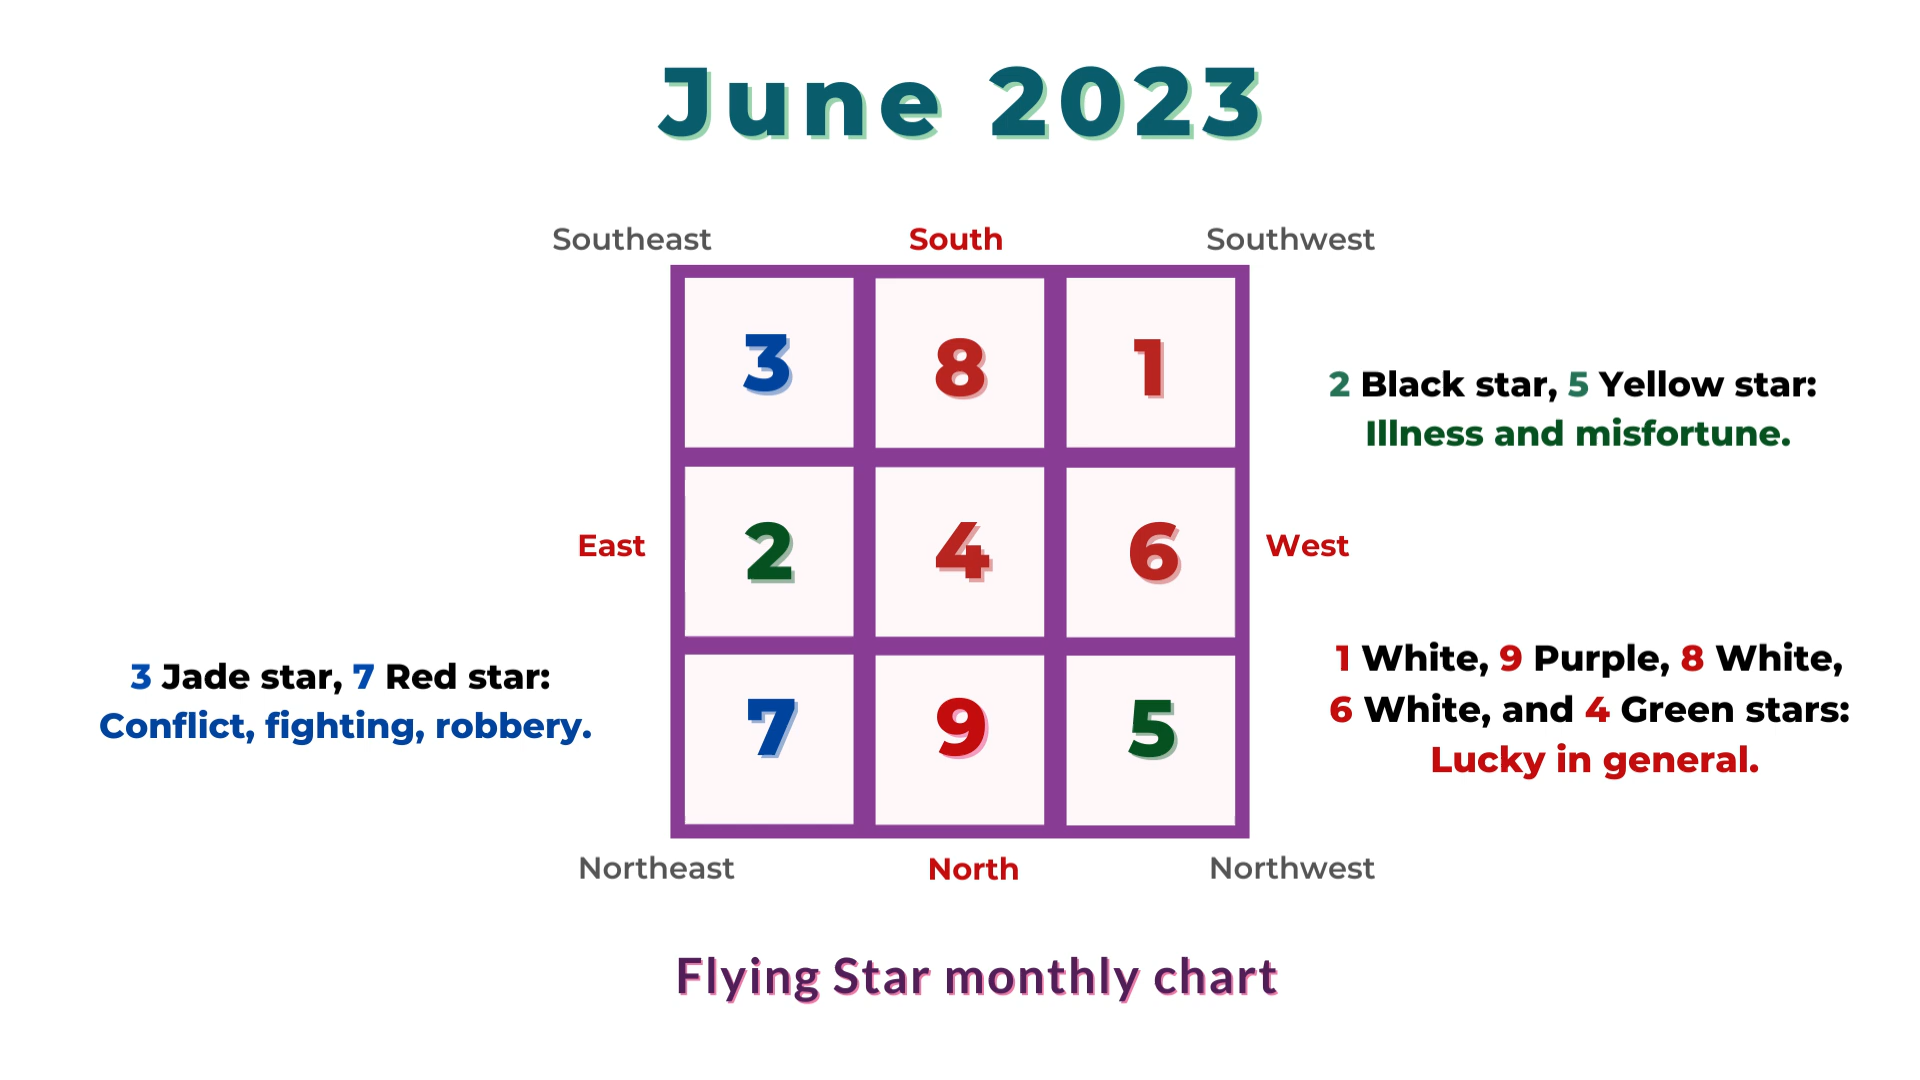 June 2023
Southeast South Southwest
3 8 1
2 Black star, 5 Yellow star:
Illness and misfortune.
East 2 4 6 West
3 Jade star, 7 Red star:
Conflict, fighting, robbery.
1 White, 9 Purple, 8 White,
6 White, and 4 Green stars:
Lucky in general.
7 9 5
Northeast North Northwest
Flying Star monthly chart